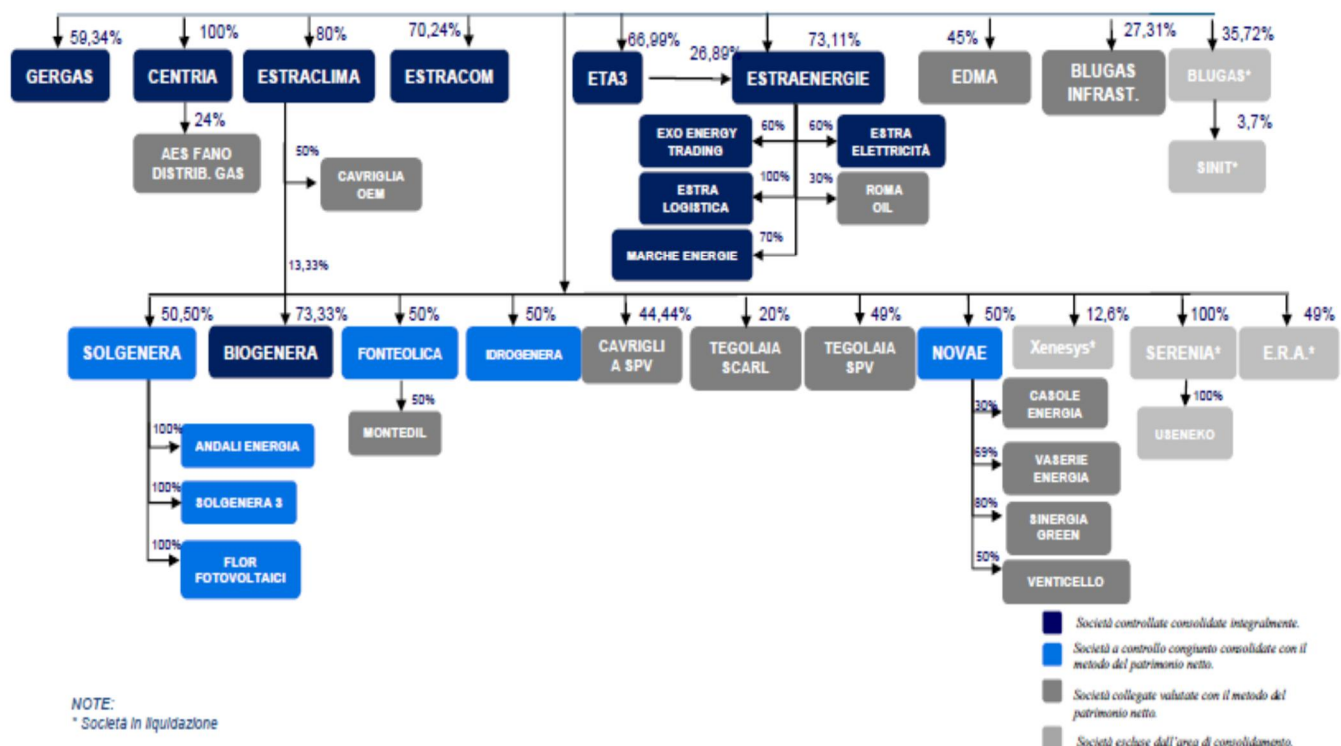 59,34%
100%
80%
70,24%
66,99%
26,89%
73,11%
45%
27,31%
35,72%
GERGAS
CENTRIA
ESTRACLIMA
ESTRACOM
ETA3
ESTRAENERGIE
EDMA
BLUGAS
INFRAST.
BLUGAS*
24%
3,7%
AES FANO
DISTRIB. GAS
50%
CAVRIGLIA
OEM
EXO ENERGY
TRADING
60%
60%
ESTRA
ELETTRICITÀ
SINIT*
ESTRA
LOGISTICA
100%
30%
ROMA
OIL
MARCHE ENERGIE
70%
13,33%
50,50%
73,33%
50%
50%
44,44%
20%
49%
50%
12,6%
100%
49%
SOLGENERA
BIOGENERA
FONTEOLICA
IDROGENERA
CAVRIGLI
A SPV
TEGOLAIA
SCARL
TEGOLAIA
SPV
NOVAE
Xenesys*
SERENIA*
E.R.A.*
50%
MONTEDIL
30%
CASOLE
ENERGIA
100%
USENEKO
100%
ANDALI ENERGIA
69%
VASERIE
ENERGIA
100%
SOLGENERA 3
80%
SINERGIA
GREEN
100%
FLOR
FOTOVOLTAICI
50%
VENTICELLO
Società controllate consolidate integralmente.
Società a controllo congiunto consolidate con il
metodo del patrimonio netto.
Società collegate valutate con il metodo del
patrimonio netto.
Società escluse dall'area di consolidamento.
NOTE:
* Società in liquidazione